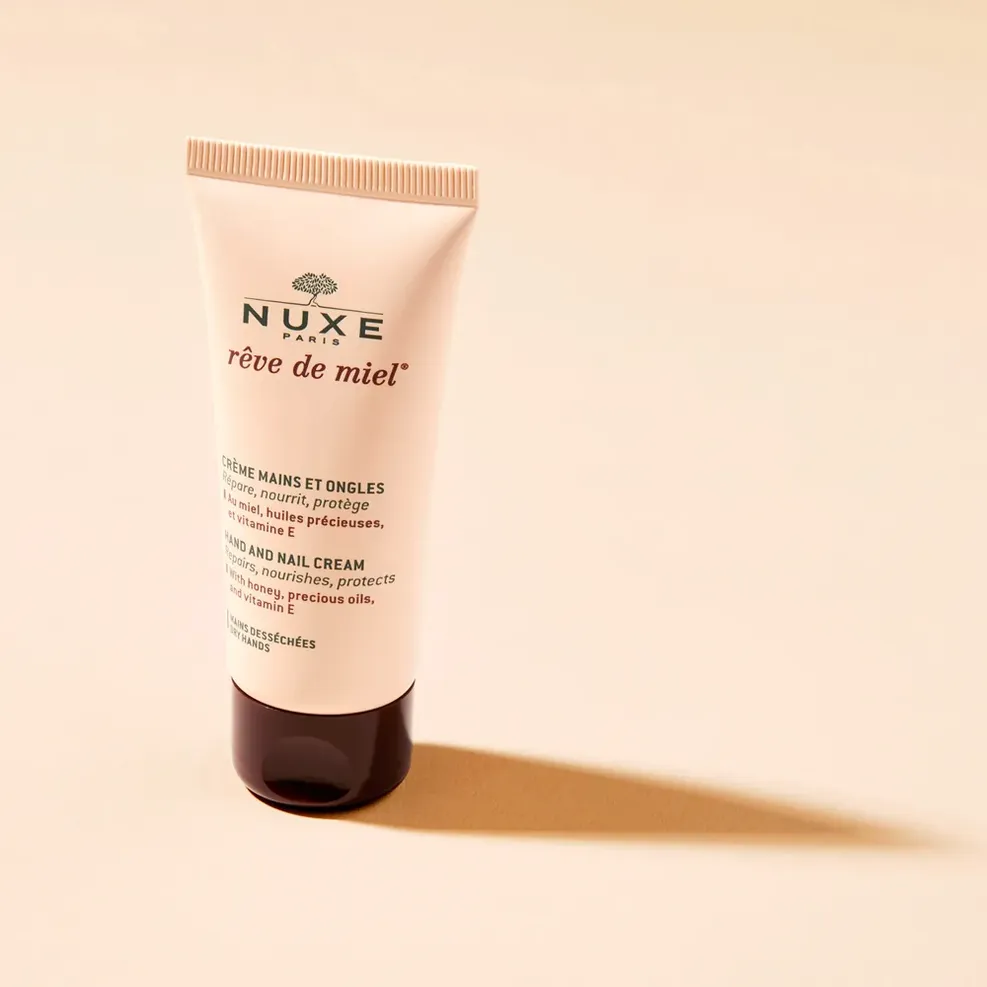 NUXE
PARIS
rêve de miel®
CRÈME MAINS ET ONGLES
Répare, nourrit, protège
Au miel, huiles précieuses,
et vitamine E
HAND AND NAIL CREAM
Repairs, nourishes, protects
With honey, precious oils,
and vitamin E
MAINS DESSÉCHÉES
DRY HANDS